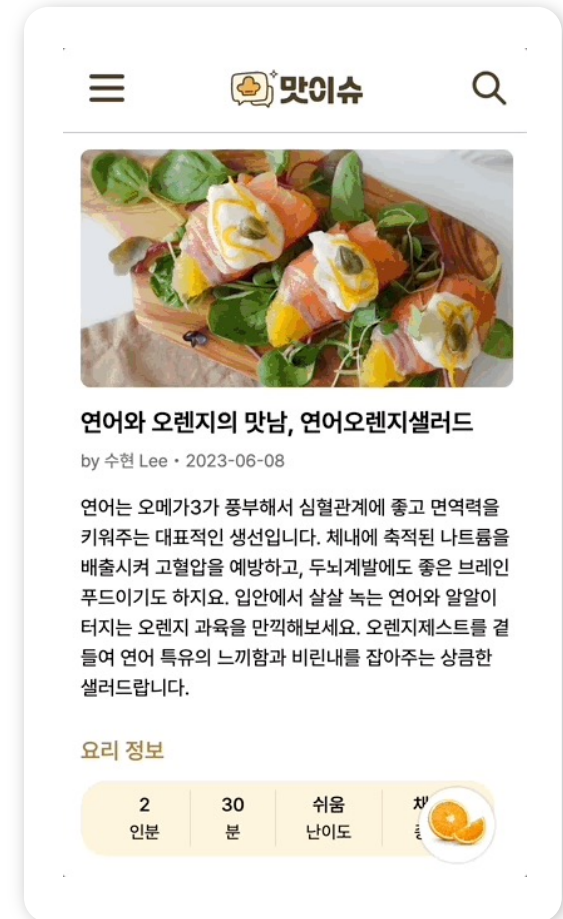 맛이슈
연어와 오렌지의 맛남, 연어오렌지샐러드
by 수현 Lee • 2023-06-08
연어는 오메가3가 풍부해서 심혈관계에 좋고 면역력을
키워주는 대표적인 생선입니다. 체내에 축적된 나트륨을
배출시켜 고혈압을 예방하고, 두뇌계발에도 좋은 브레인
푸드이기도 하지요. 입안에서 살살 녹는 연어와 알알이
터지는 오렌지 과육을 만끽해보세요. 오렌지제스트를 곁
들여 연어 특유의 느끼함과 비린내를 잡아주는 상큼한
샐러드랍니다.
요리 정보
2 30 쉬움
인분 분 난이도